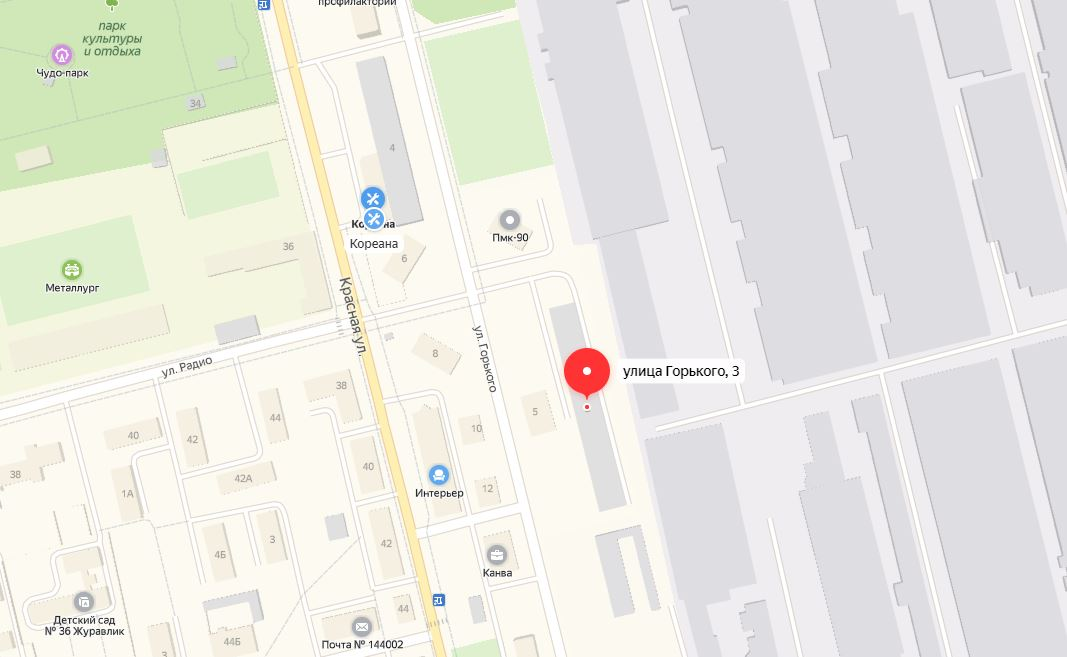 профилакторий
парк
культуры
и отдыха
Чудо-парк
34
4
Кореана
Кореана
Пмк-90
36
6
Металлург
Красная ул.
ул. Горького
ул. Радио
8
улица Горького, 3
38
44
5
10
40
42
38
42А
40
1А
Интерьер
12
4Б
3
42
Канва
Детский сад
№ 36 Журавлик
44
3
44Б
Почта № 144002